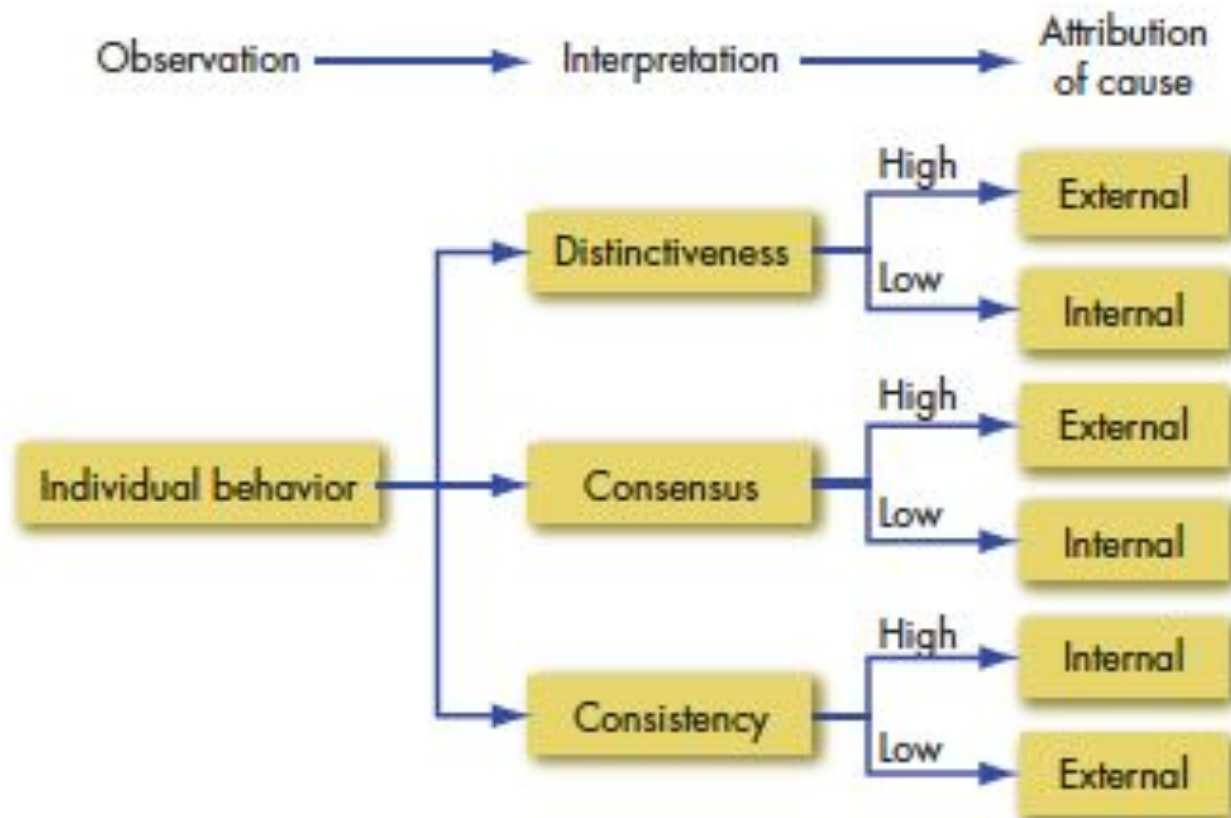 Observation
Interpretation
Attribution
of cause
High
External
Distinctiveness
Low
Internal
High
External
Individual behavior
Consensus
Low
Internal
High
Internal
Consistency
Low
External